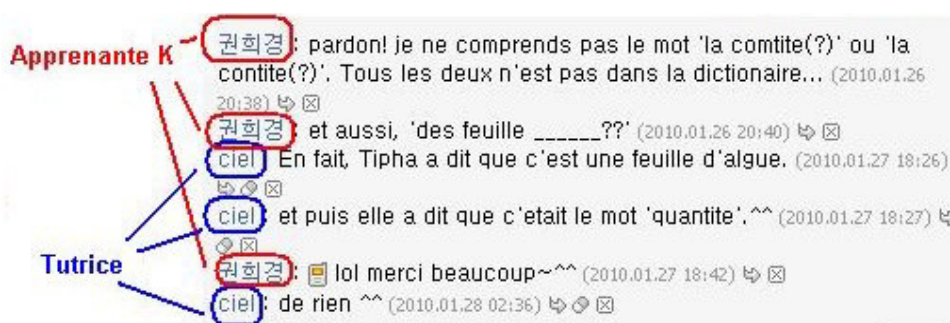 Apprenante K
권희경: pardon! je ne comprends pas le mot 'la comtite(?)' ou 'la
contite(?)'. Tous les deux n'est pas dans la dictionaire... (2010.01.26
20:38)
권희경: et aussi, 'des feuille ______??' (2010.01.26 20:40)
ciel: En fait, Tipha a dit que c'est une feuille d'algue. (2010.01.27 18:26)
ciel: et puis elle a dit que c'etait le mot 'quantite'.^^ (2010.01.27 18:27)
Tutrice
권희경: lol merci beaucoup~^^ (2010.01.27 18:42)
ciel: de rien ^^ (2010.01.28 02:36)